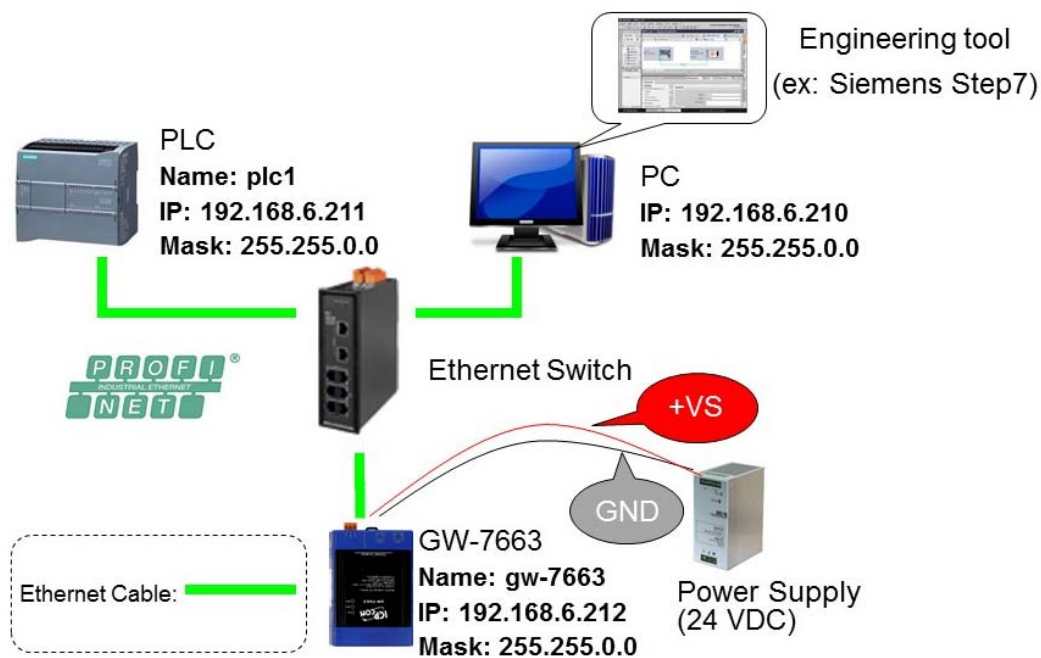 Engineering tool
(ex: Siemens Step7)
PLC
Name: plc1
IP: 192.168.6.211
Mask: 255.255.0.0
PC
IP: 192.168.6.210
Mask: 255.255.0.0
PROFI®
INDUSTRIAL ETHERNET
NET
Ethernet Switch
+VS
GND
GW-7663
Name: gw-7663
IP: 192.168.6.212
Mask: 255.255.0.0
Power Supply
(24 VDC)
Ethernet Cable:
ICP
CON